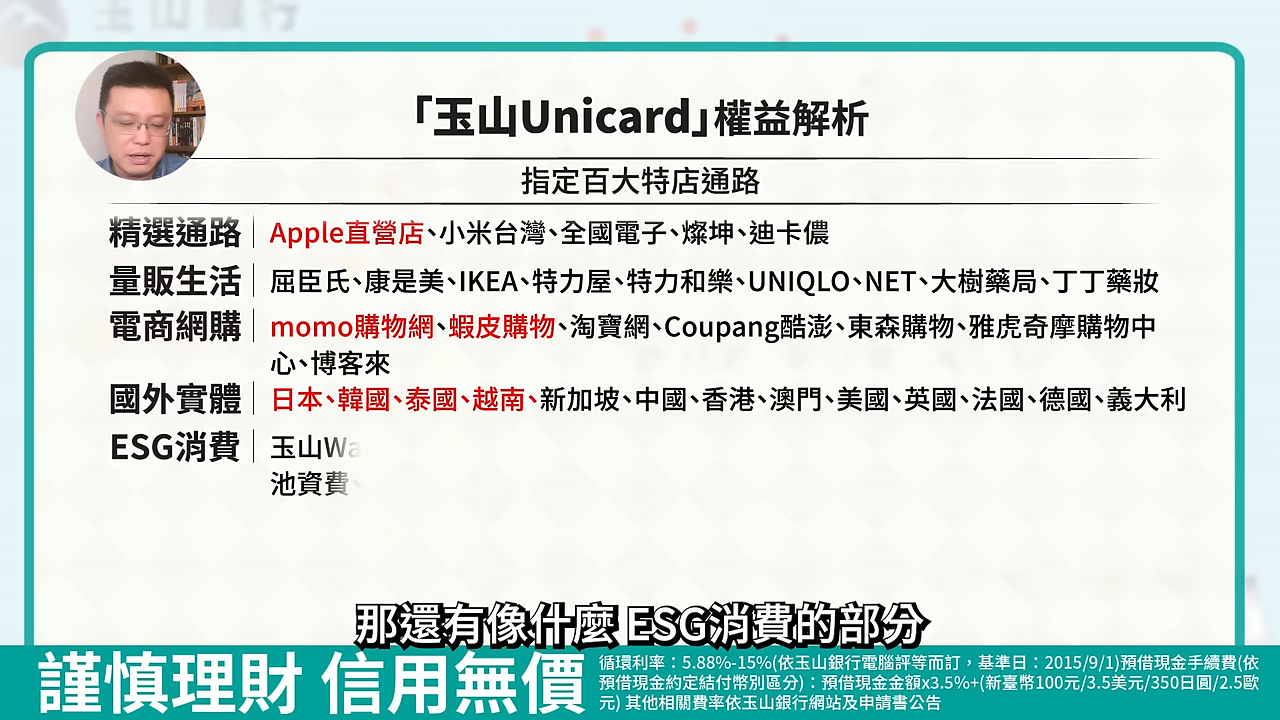 玉山銀行
「玉山Unicard」權益解析
指定百大特店通路
精選通路 Apple直營店、小米台灣、全國電子、燦坤、迪卡儂
量販生活 屈臣氏、康是美、IKEA、特力屋、特力和樂、UNIQLO、NET、大樹藥局、丁丁藥妝
電商網購 momo購物網、蝦皮購物、淘寶網、Coupang酷澎、東森購物、雅虎奇摩購物中
心、博客來
國外實體 日本、韓國、泰國、越南、新加坡、中國、香港、澳門、美國、英國、法國、德國、義大利
ESG消費 玉山Wa
池資費、
那還有像什麼 ESG消費的部分
謹慎理財 信用無價
循環利率：5.88%-15%(依玉山銀行電腦評等而訂，基準日：2015/9/1)預借現金手續費(依
預借現金約定結付幣別區分)：預借現金金額x3.5%+(新臺幣100元/3.5美元/350日圓/2.5歐
元) 其他相關費率依玉山銀行網站及申請書公告